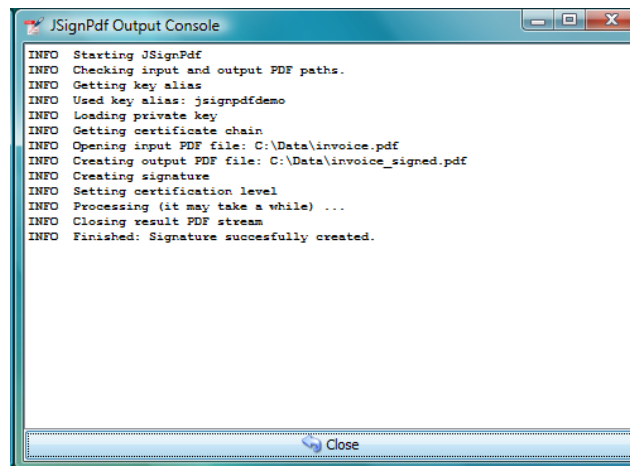 JSignPdf Output Console
INFO Starting JSignPdf
INFO Checking input and output PDF paths.
INFO Getting key alias
INFO Used key alias: jsignpdfdemo
INFO Loading private key
INFO Getting certificate chain
INFO Opening input PDF file: C:\Data\invoice.pdf
INFO Creating output PDF file: C:\Data\invoice_signed.pdf
INFO Creating signature
INFO Setting certification level
INFO Processing (it may take a while) ...
INFO Closing result PDF stream
INFO Finished: Signature succesfully created.
Close